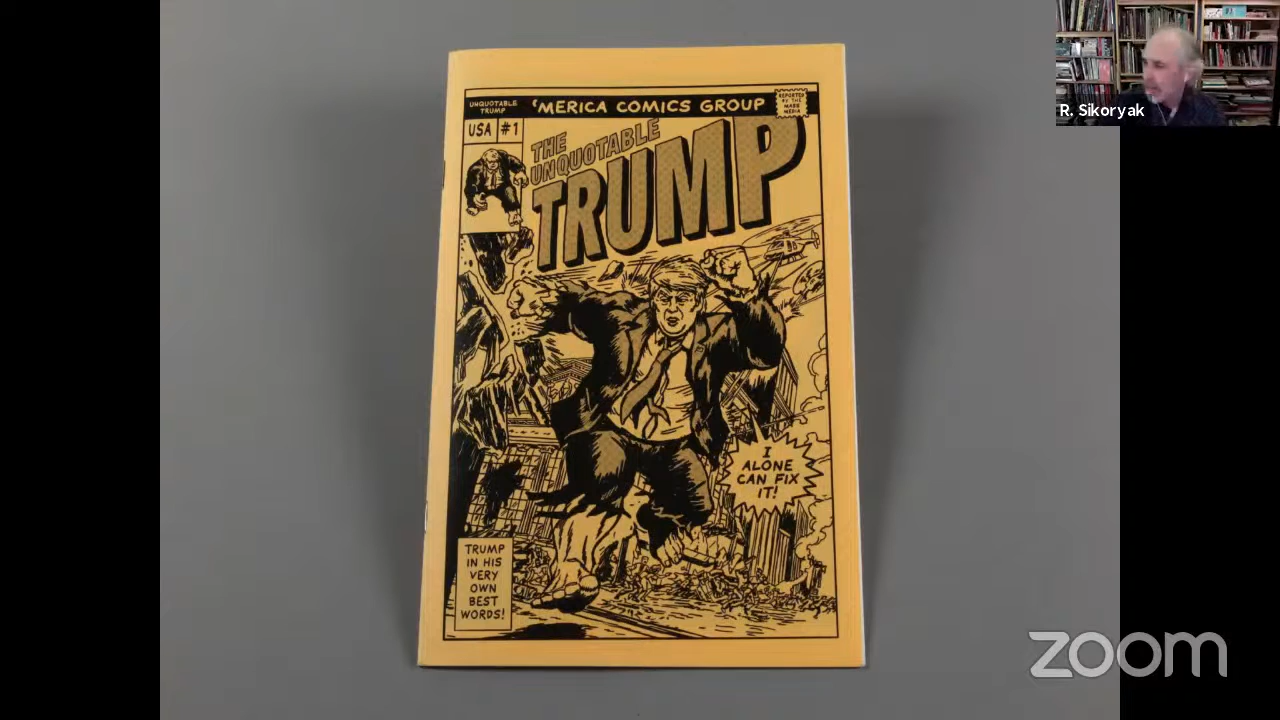 UNQUOTABLE
TRUMP
'MERICA COMICS GROUP
REPORTED
BY THE
MASS
MEDIA
USA #1
THE
UNQUOTABLE
TRUMP
I
ALONE
CAN FIX
IT!
TRUMP
IN HIS
VERY
OWN
BEST
WORDS!
R. Sikoryak
zoom